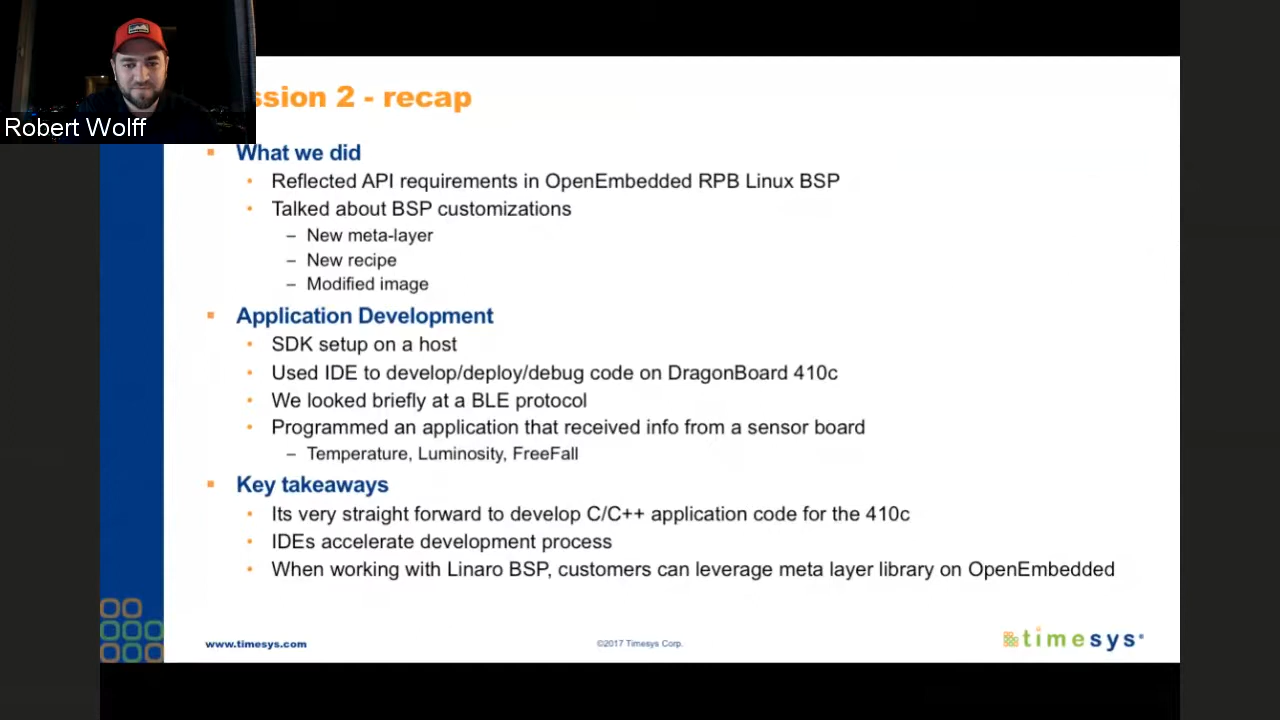 Robert Wolff
ssion 2 - recap
What we did
Reflected API requirements in OpenEmbedded RPB Linux BSP
Talked about BSP customizations
– New meta-layer
– New recipe
– Modified image
Application Development
SDK setup on a host
Used IDE to develop/deploy/debug code on DragonBoard 410c
We looked briefly at a BLE protocol
Programmed an application that received info from a sensor board
– Temperature, Luminosity, FreeFall
Key takeaways
Its very straight forward to develop C/C++ application code for the 410c
IDEs accelerate development process
When working with Linaro BSP, customers can leverage meta layer library on OpenEmbedded
www.timesys.com
©2017 Timesys Corp.
timesys